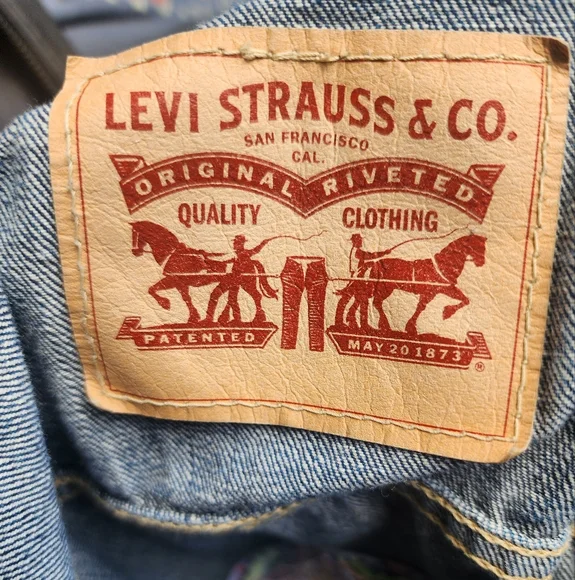 LEVI STRAUSS & CO.
SAN FRANCISCO
CAL.
ORIGINAL RIVETED
QUALITY CLOTHING
PATENTED MAY 20 1873
®